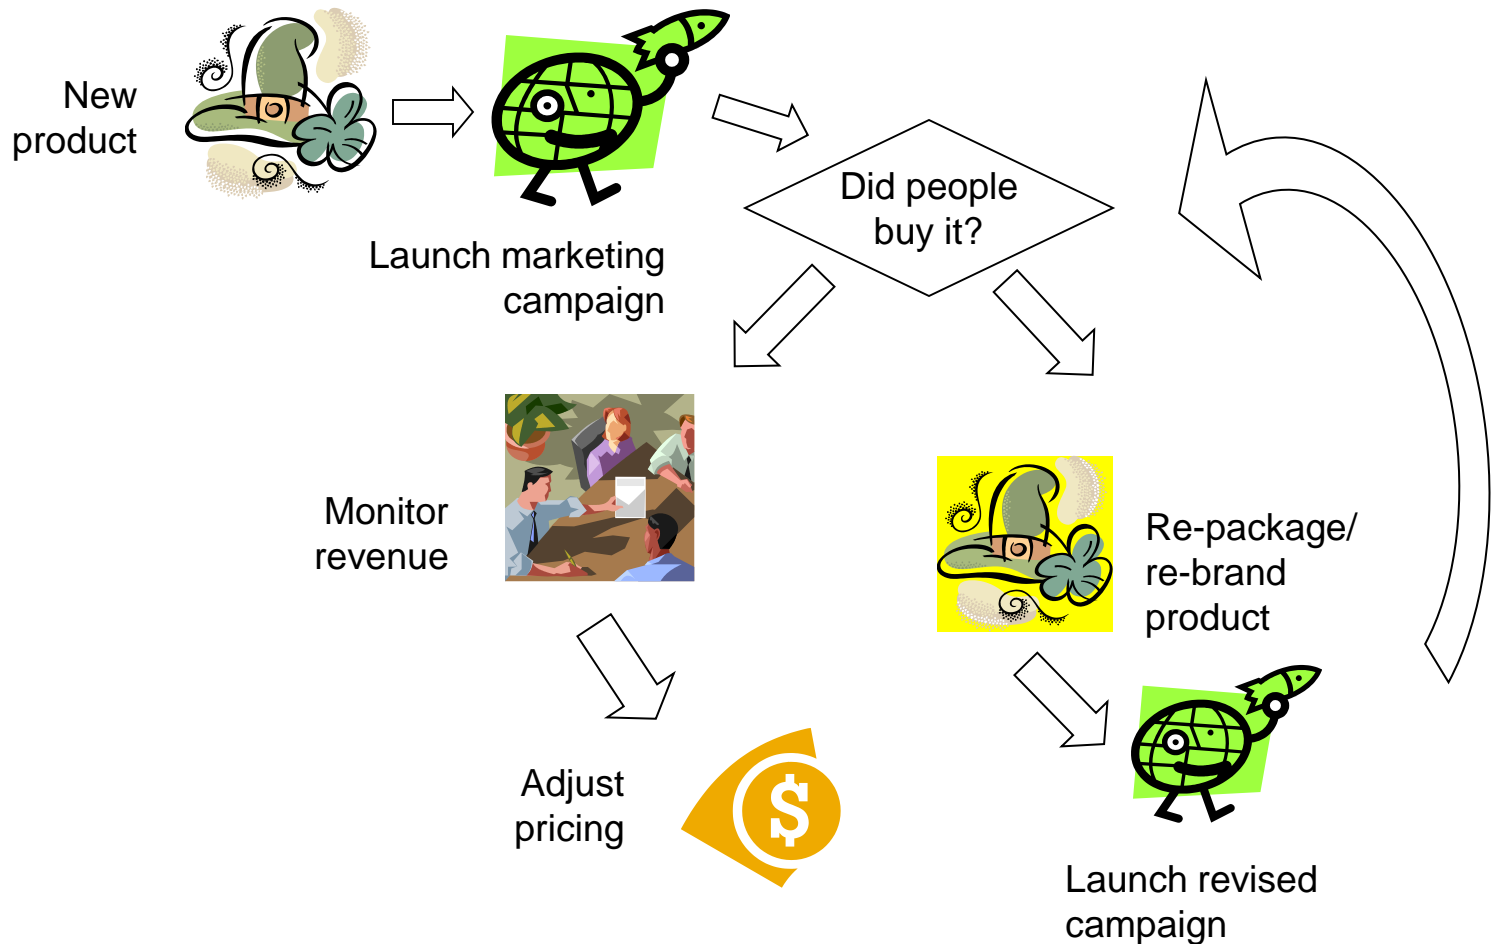 New
product
Launch marketing
campaign
Did people
buy it?
Monitor
revenue
Re-package/
re-brand
product
Adjust
pricing
$
Launch revised
campaign